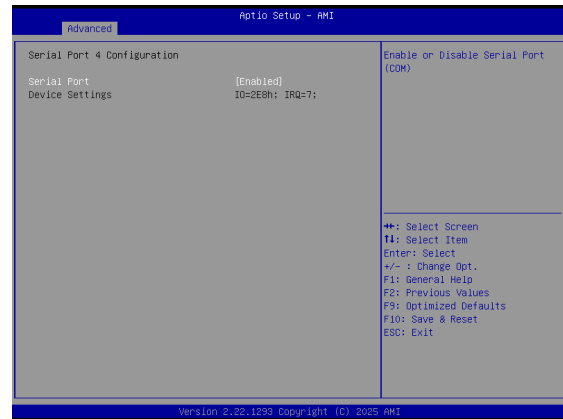 Aptio Setup - AMI
Advanced
Serial Port 4 Configuration
Serial Port [Enabled]
Device Settings IO=2E8h; IRQ=7;
Enable or Disable Serial Port
(COM)
→←: Select Screen
↑↓: Select Item
Enter: Select
+/- : Change Opt.
F1: General Help
F2: Previous Values
F9: Optimized Defaults
F10: Save & Reset
ESC: Exit
Version 2.22.1293 Copyright (C) 2025 AMI